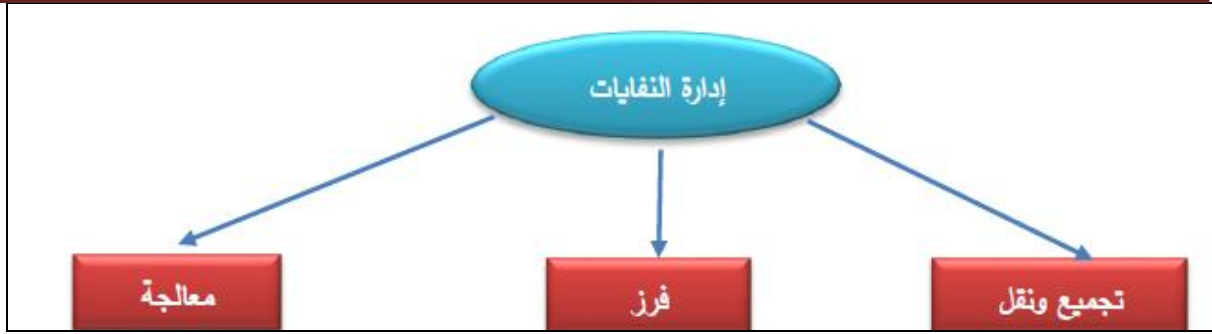 إدارة النفايات
تجميع ونقل
فرز
معالجة